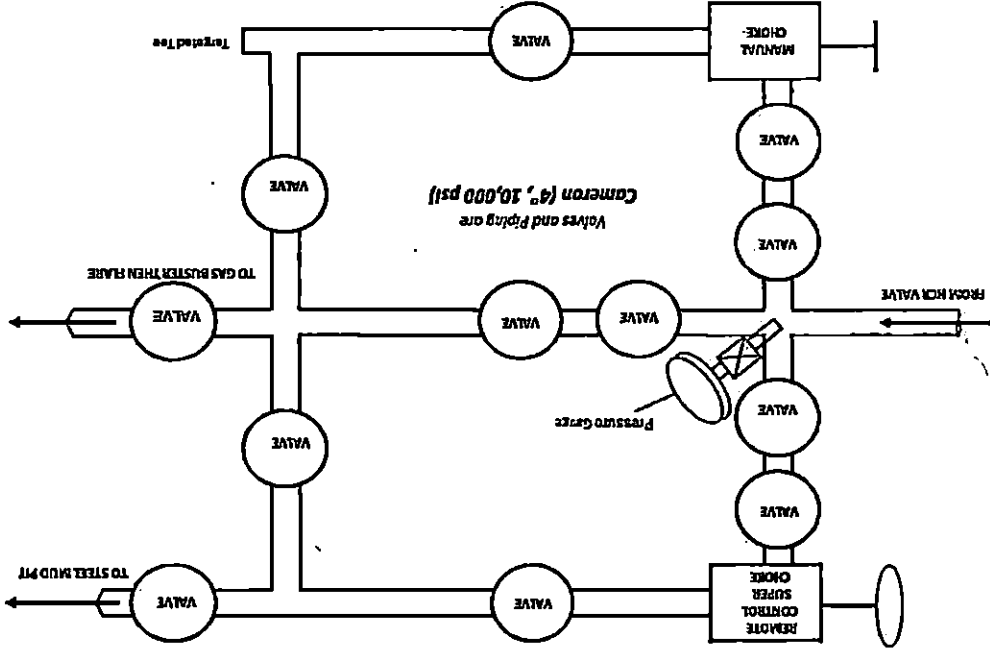 REMOTE
CONTROL
SUPER
CHOKE
VALVE
VALVE
TO STEEL MUD PIT
VALVE
VALVE
Pressure Gauge
VALVE
VALVE
VALVE
VALVE
FROM HCR VALVE
TO GAS BUSTER THEN FLARE
VALVE
Valves and Piping are
Cameron (4", 10,000 psi)
VALVE
VALVE
MANUAL
CHOKE-
VALVE
Targeted Tee